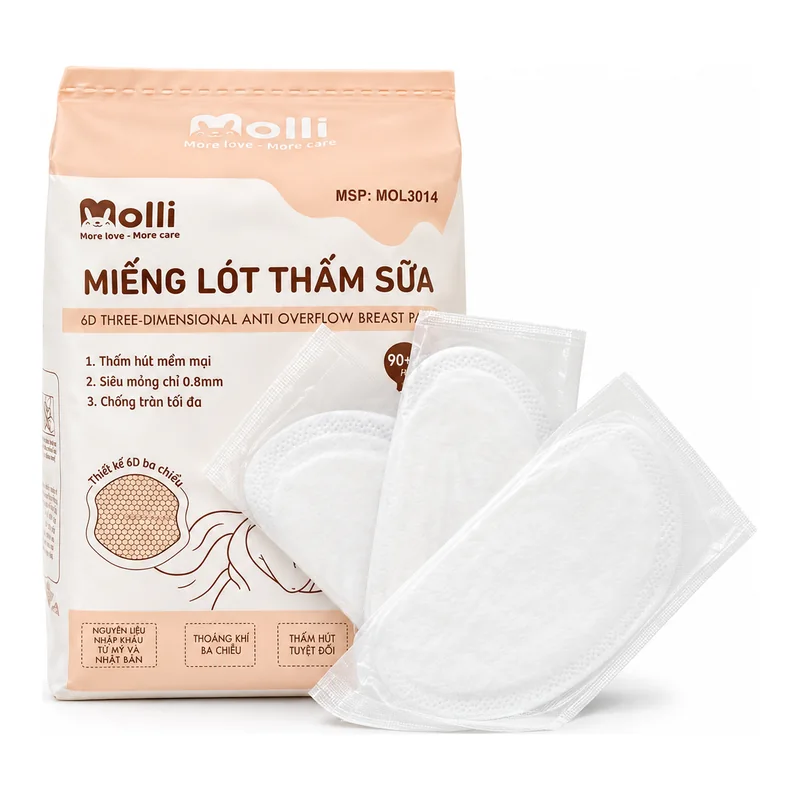 Molli
More love - More care
Molli
More love - More care
MSP: MOL3014
MIẾNG LÓT THẤM SỮA
6D THREE-DIMENSIONAL ANTI OVERFLOW BREAST
1. Thấm hút mềm mại
2. Siêu mỏng chỉ 0.8mm
3. Chống tràn tối đa
90+
Thiết kế 6D ba chiều
NGUYÊN LIỆU
NHẬP KHẨU
TỪ MỸ VÀ
NHẬT BẢN
THOÁNG KHÍ
BA CHIỀU
THẤM HÚT
TUYỆT ĐỐI